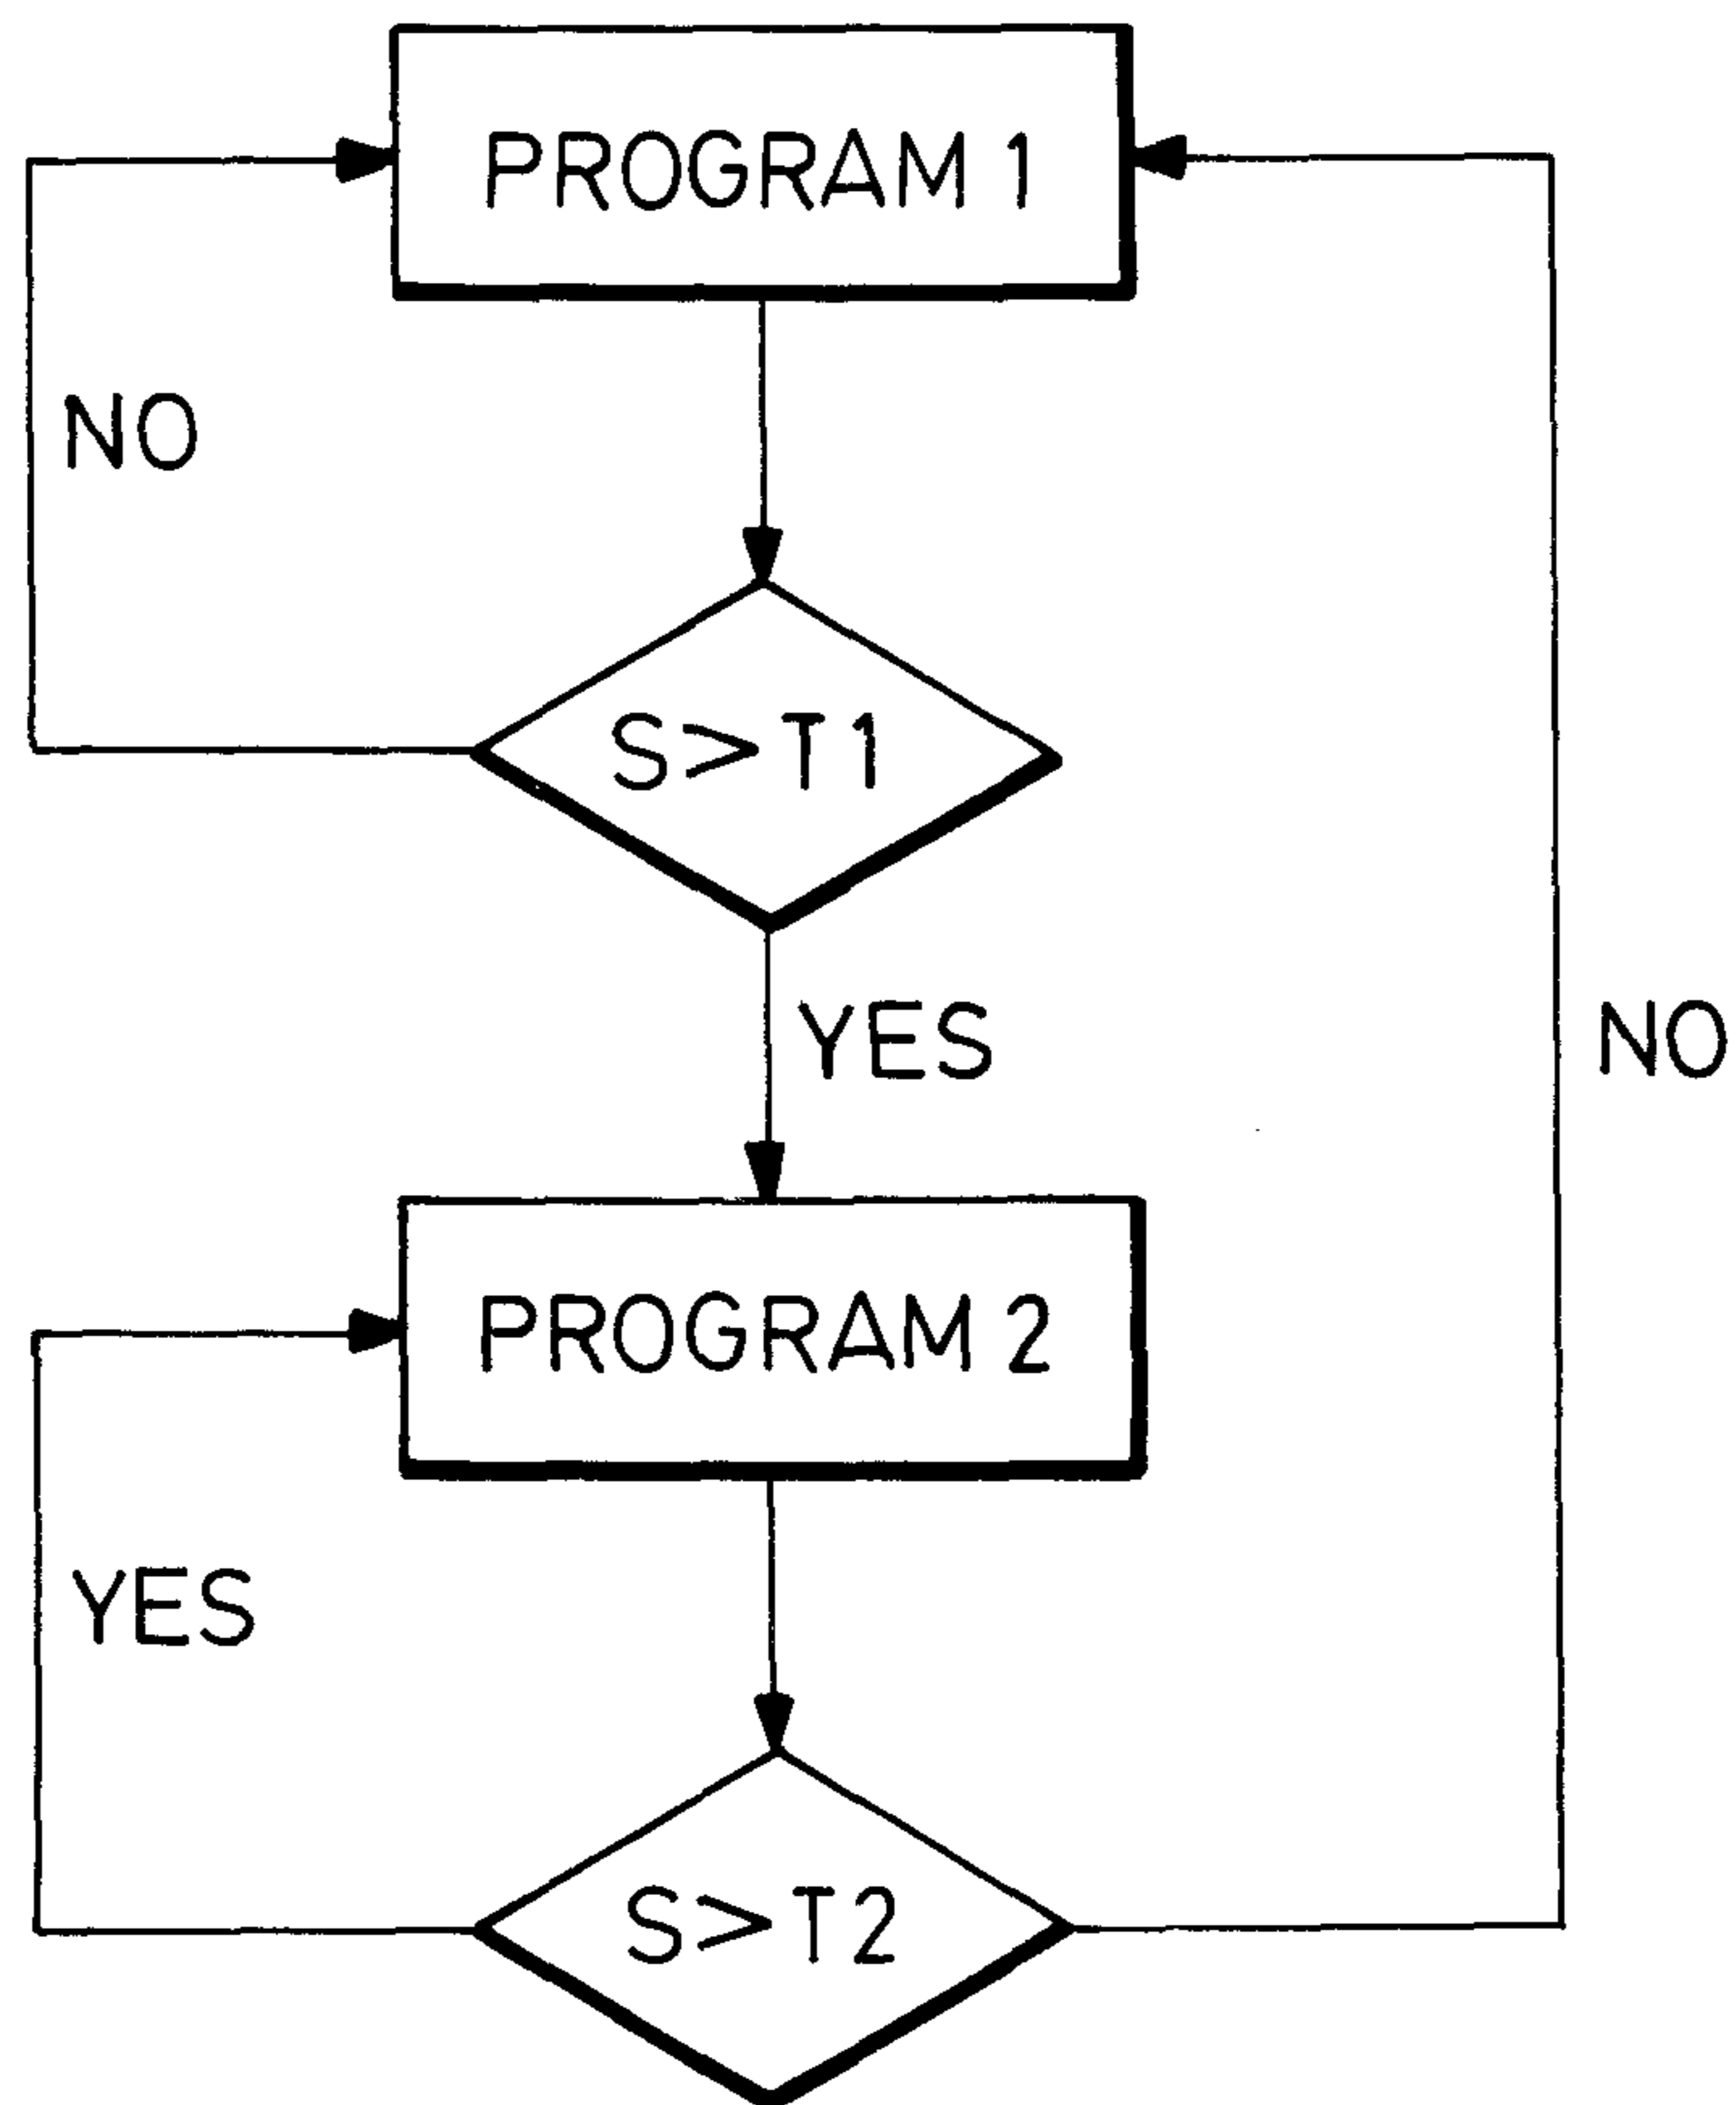 PROGRAM 1
NO
S>T1
YES
NO
PROGRAM 2
YES
S>T2